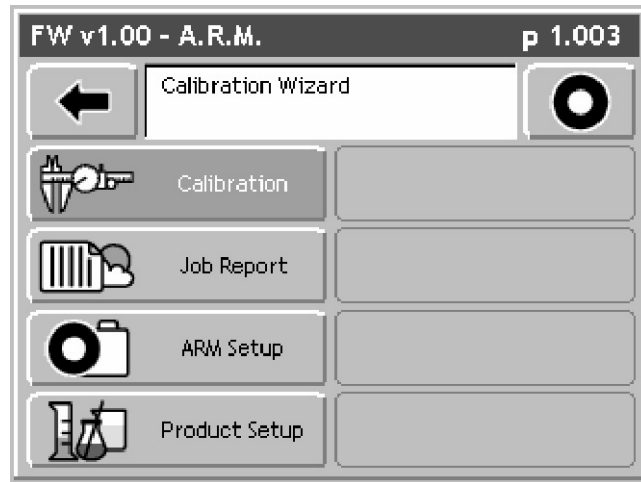 FW v1.00 - A.R.M. p 1.003
Calibration Wizard
Calibration
Job Report
ARM Setup
Product Setup